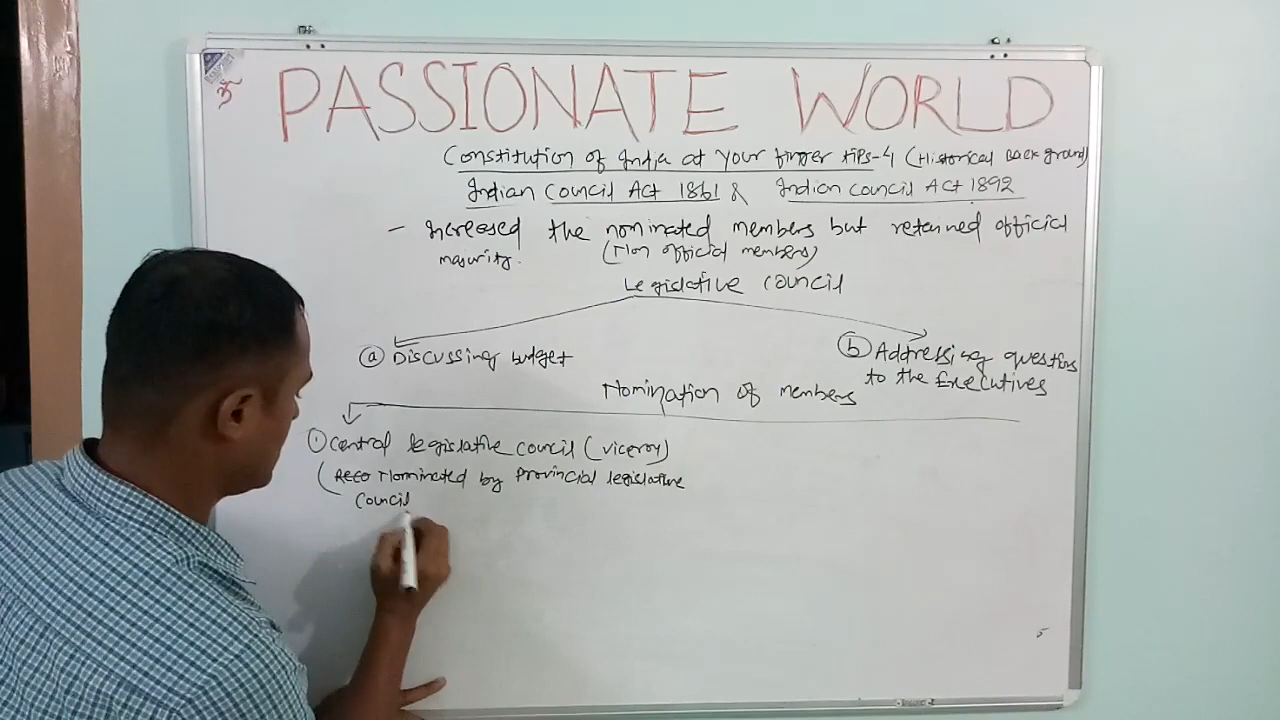 ॐ PASSIONATE WORLD
Constitution of India at your finger tips-4 (Historical Back ground)
Indian Council Act 1861 & Indian Council Act 1892
- Increased the nominated members but retained official
majurity. (Non official members)
Legislative council
(a) Discussing budget
(b) Addressing questions
to the Executives
Nomination of members
(1) Central legislative council (viceroy)
(Reco Nominated by Provincial legislative
council
5